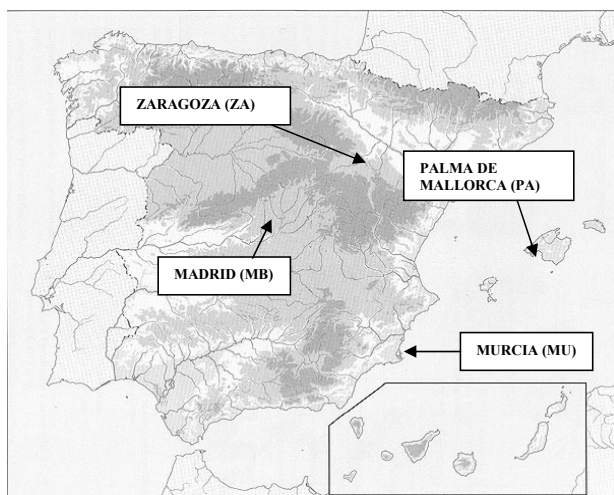 ZARAGOZA (ZA)
PALMA DE
MALLORCA (PA)
MADRID (MB)
MURCIA (MU)